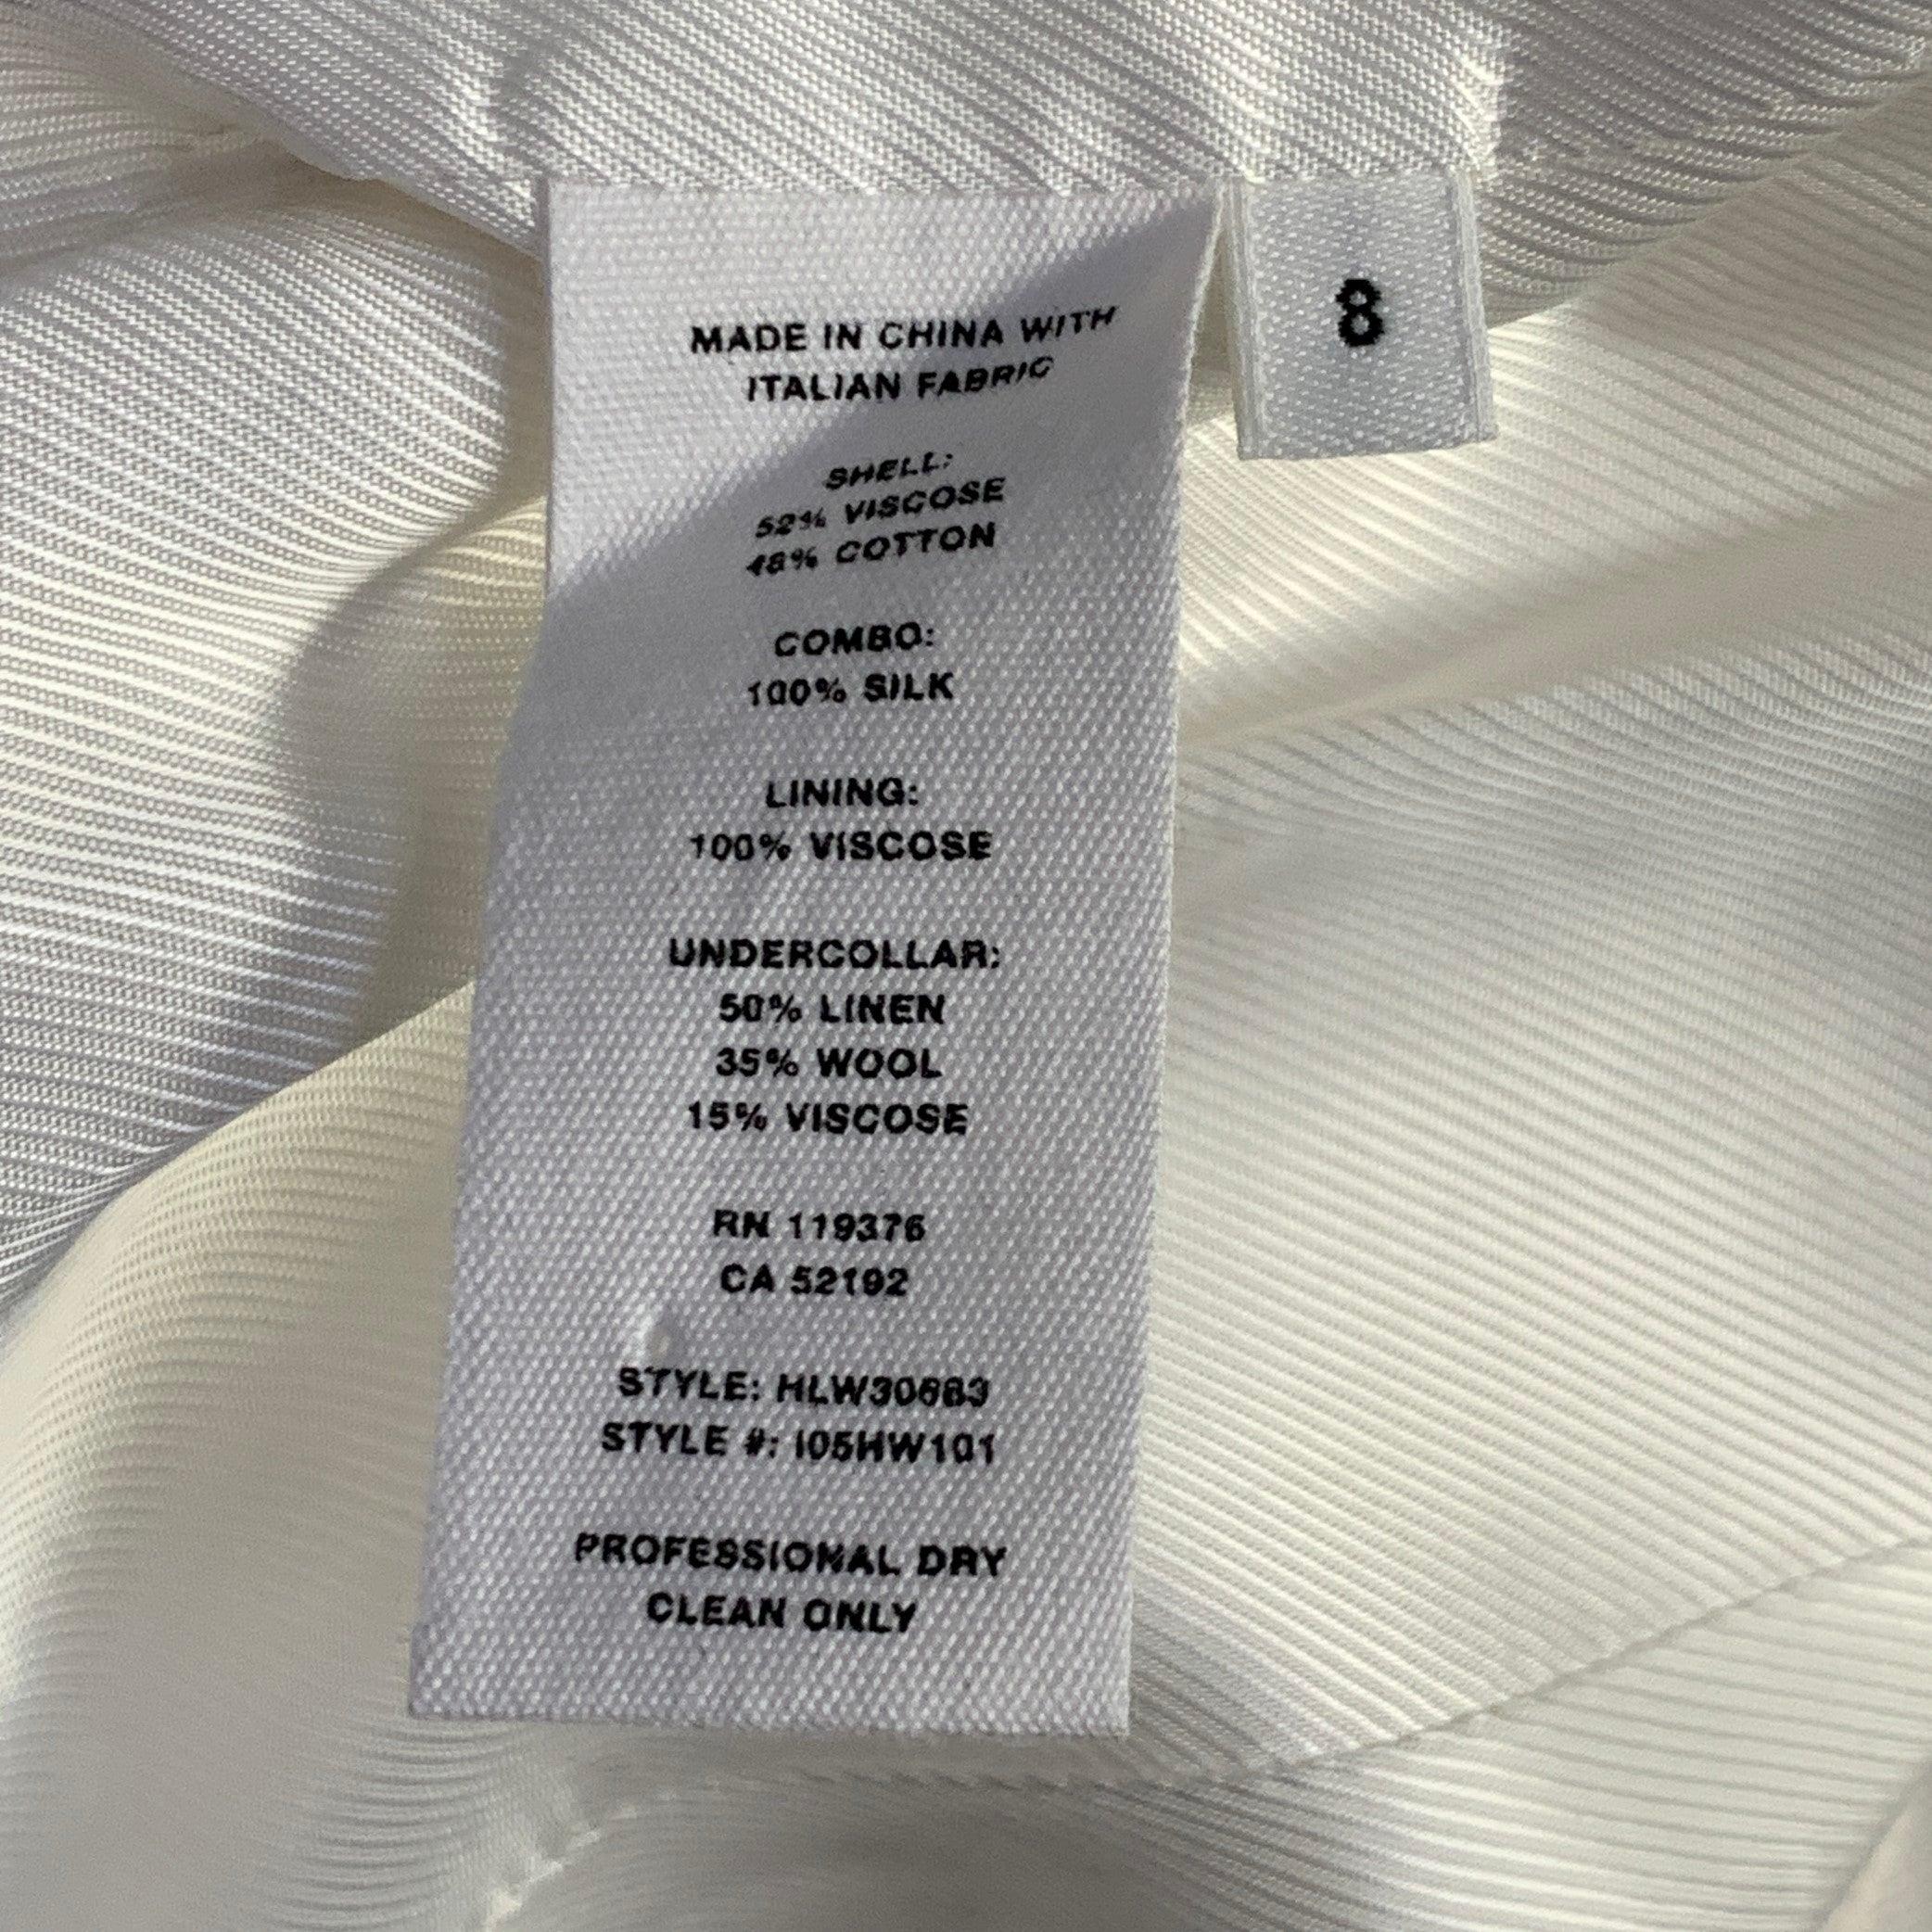 MADE IN CHINA WITH
ITALIAN FABRIC
SHELL:
52% VISCOSE
48% COTTON
COMBO:
100% SILK
LINING:
100% VISCOSE
UNDERCOLLAR:
50% LINEN
35% WOOL
15% VISCOSE
RN 119376
CA 52192
STYLE: HLW30683
STYLE #: I05HW101
PROFESSIONAL DRY
CLEAN ONLY
8